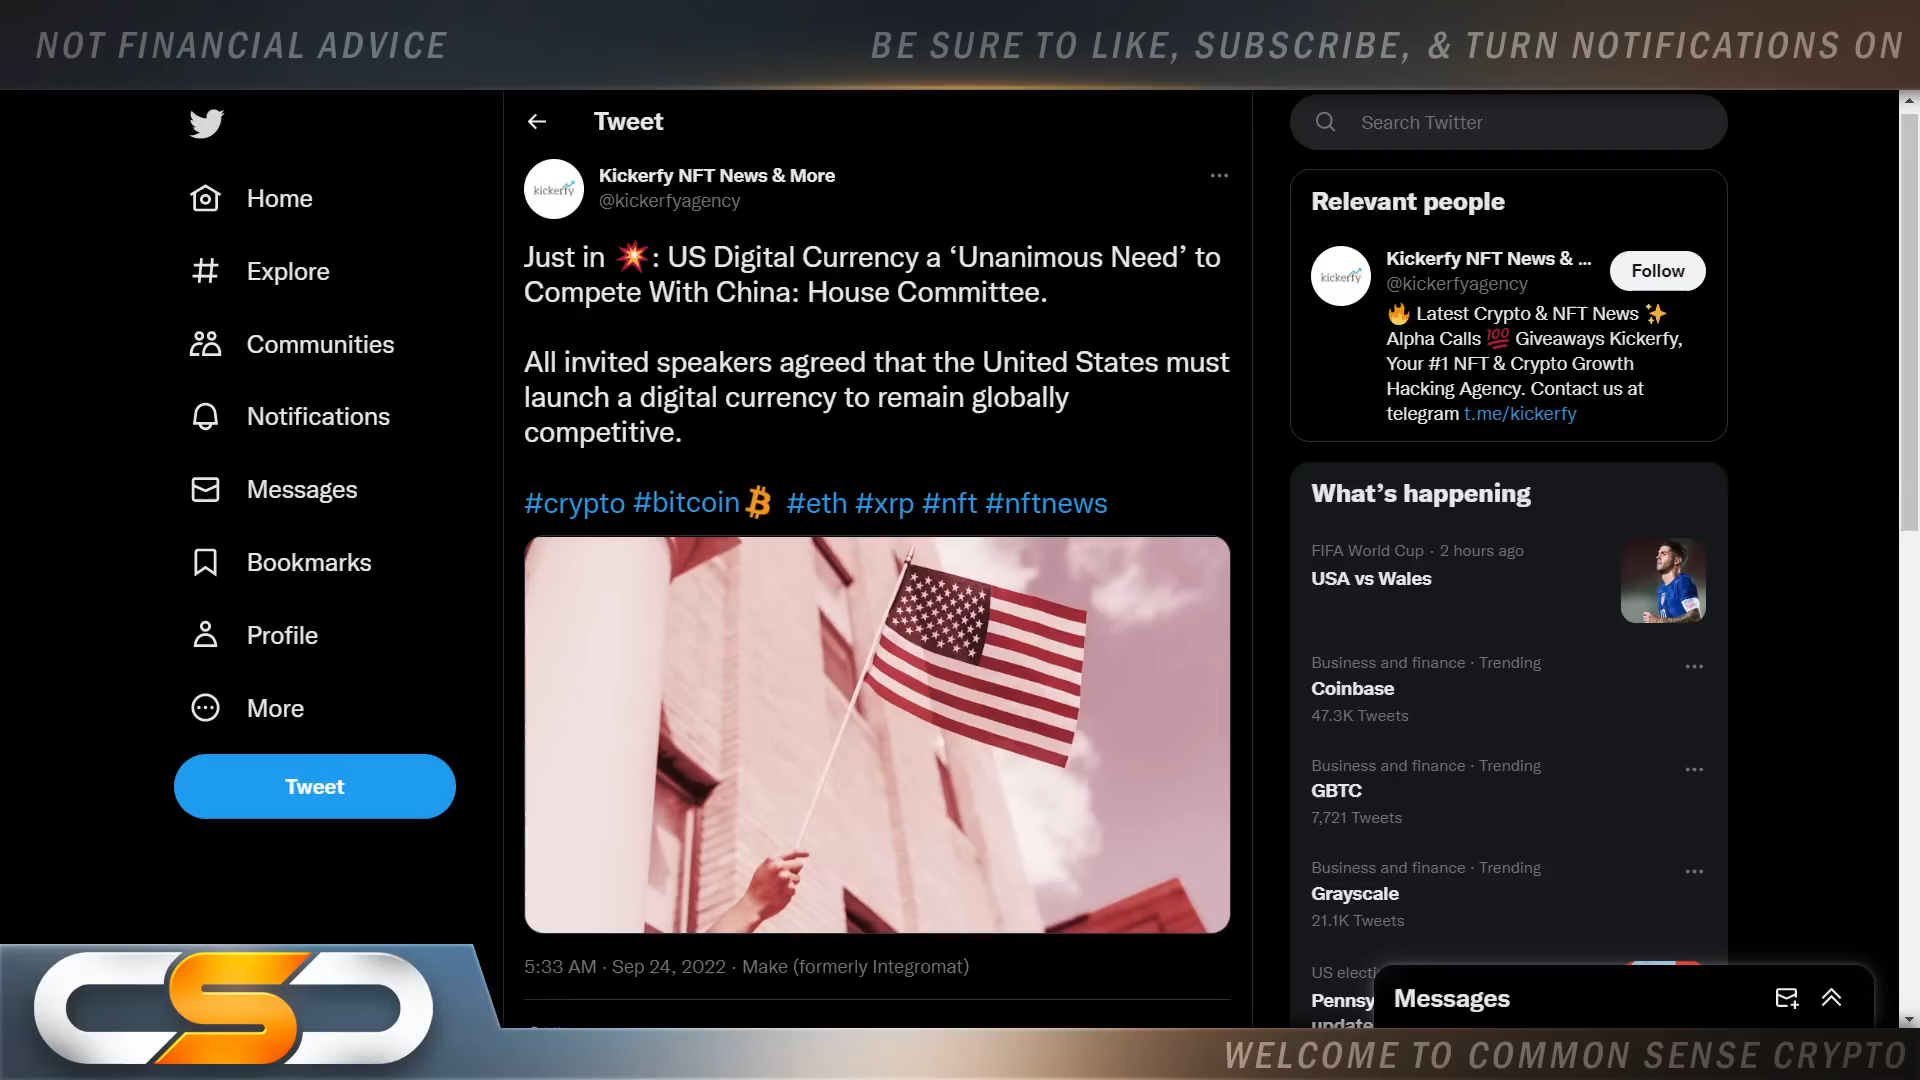 NOT FINANCIAL ADVICE
BE SURE TO LIKE, SUBSCRIBE, & TURN NOTIFICATIONS ON
Home
Explore
Communities
Notifications
Messages
Bookmarks
Profile
More
Tweet
Tweet
kickerfy
Kickerfy NFT News & More
@kickerfyagency
Just in 💥: US Digital Currency a ‘Unanimous Need’ to
Compete With China: House Committee.
All invited speakers agreed that the United States must
launch a digital currency to remain globally
competitive.
#crypto #bitcoin #eth #xrp #nft #nftnews
5:33 AM · Sep 24, 2022 · Make (formerly Integromat)
Search Twitter
Relevant people
kickerfy
Kickerfy NFT News & ...
@kickerfyagency
Follow
🔥 Latest Crypto & NFT News ✨
Alpha Calls 💯 Giveaways Kickerfy,
Your #1 NFT & Crypto Growth
Hacking Agency. Contact us at
telegram t.me/kickerfy
What’s happening
FIFA World Cup · 2 hours ago
USA vs Wales
Business and finance · Trending
Coinbase
47.3K Tweets
Business and finance · Trending
GBTC
7,721 Tweets
Business and finance · Trending
Grayscale
21.1K Tweets
US electi
Pennsy
update
Messages
CSC
WELCOME TO COMMON SENSE CRYPTO